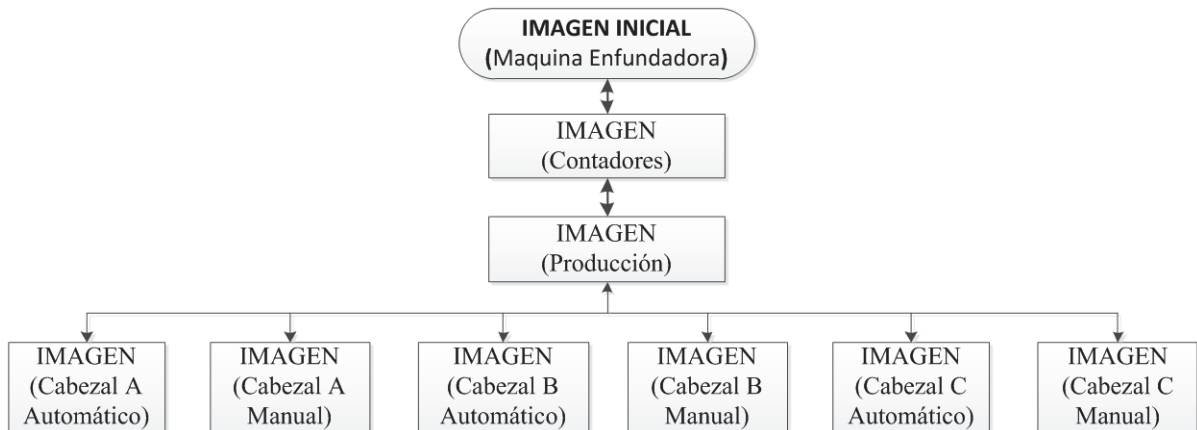 IMAGEN INICIAL
(Maquina Enfundadora)
IMAGEN
(Contadores)
IMAGEN
(Producción)
IMAGEN
(Cabezal A
Automático)
IMAGEN
(Cabezal A
Manual)
IMAGEN
(Cabezal B
Automático)
IMAGEN
(Cabezal B
Manual)
IMAGEN
(Cabezal C
Automático)
IMAGEN
(Cabezal C
Manual)